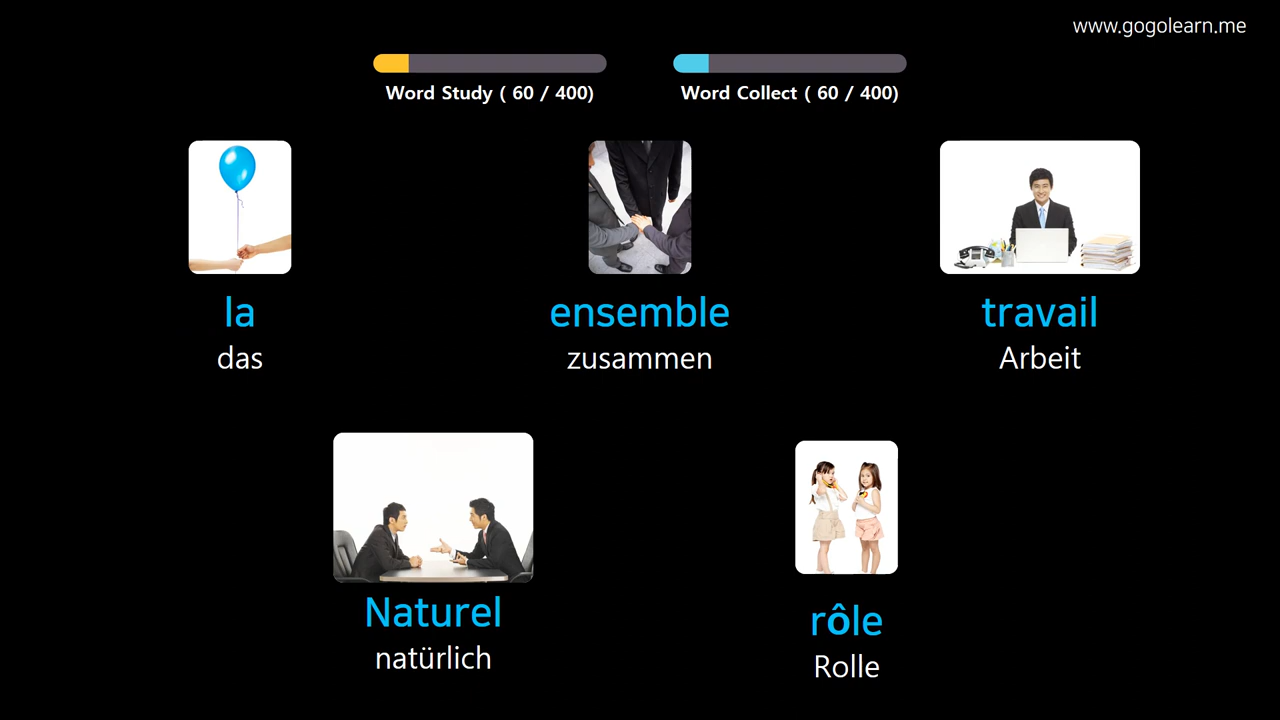 www.gogolearn.me
Word Study ( 60 / 400)
Word Collect ( 60 / 400)
la
das
ensemble
zusammen
travail
Arbeit
Naturel
natürlich
rôle
Rolle